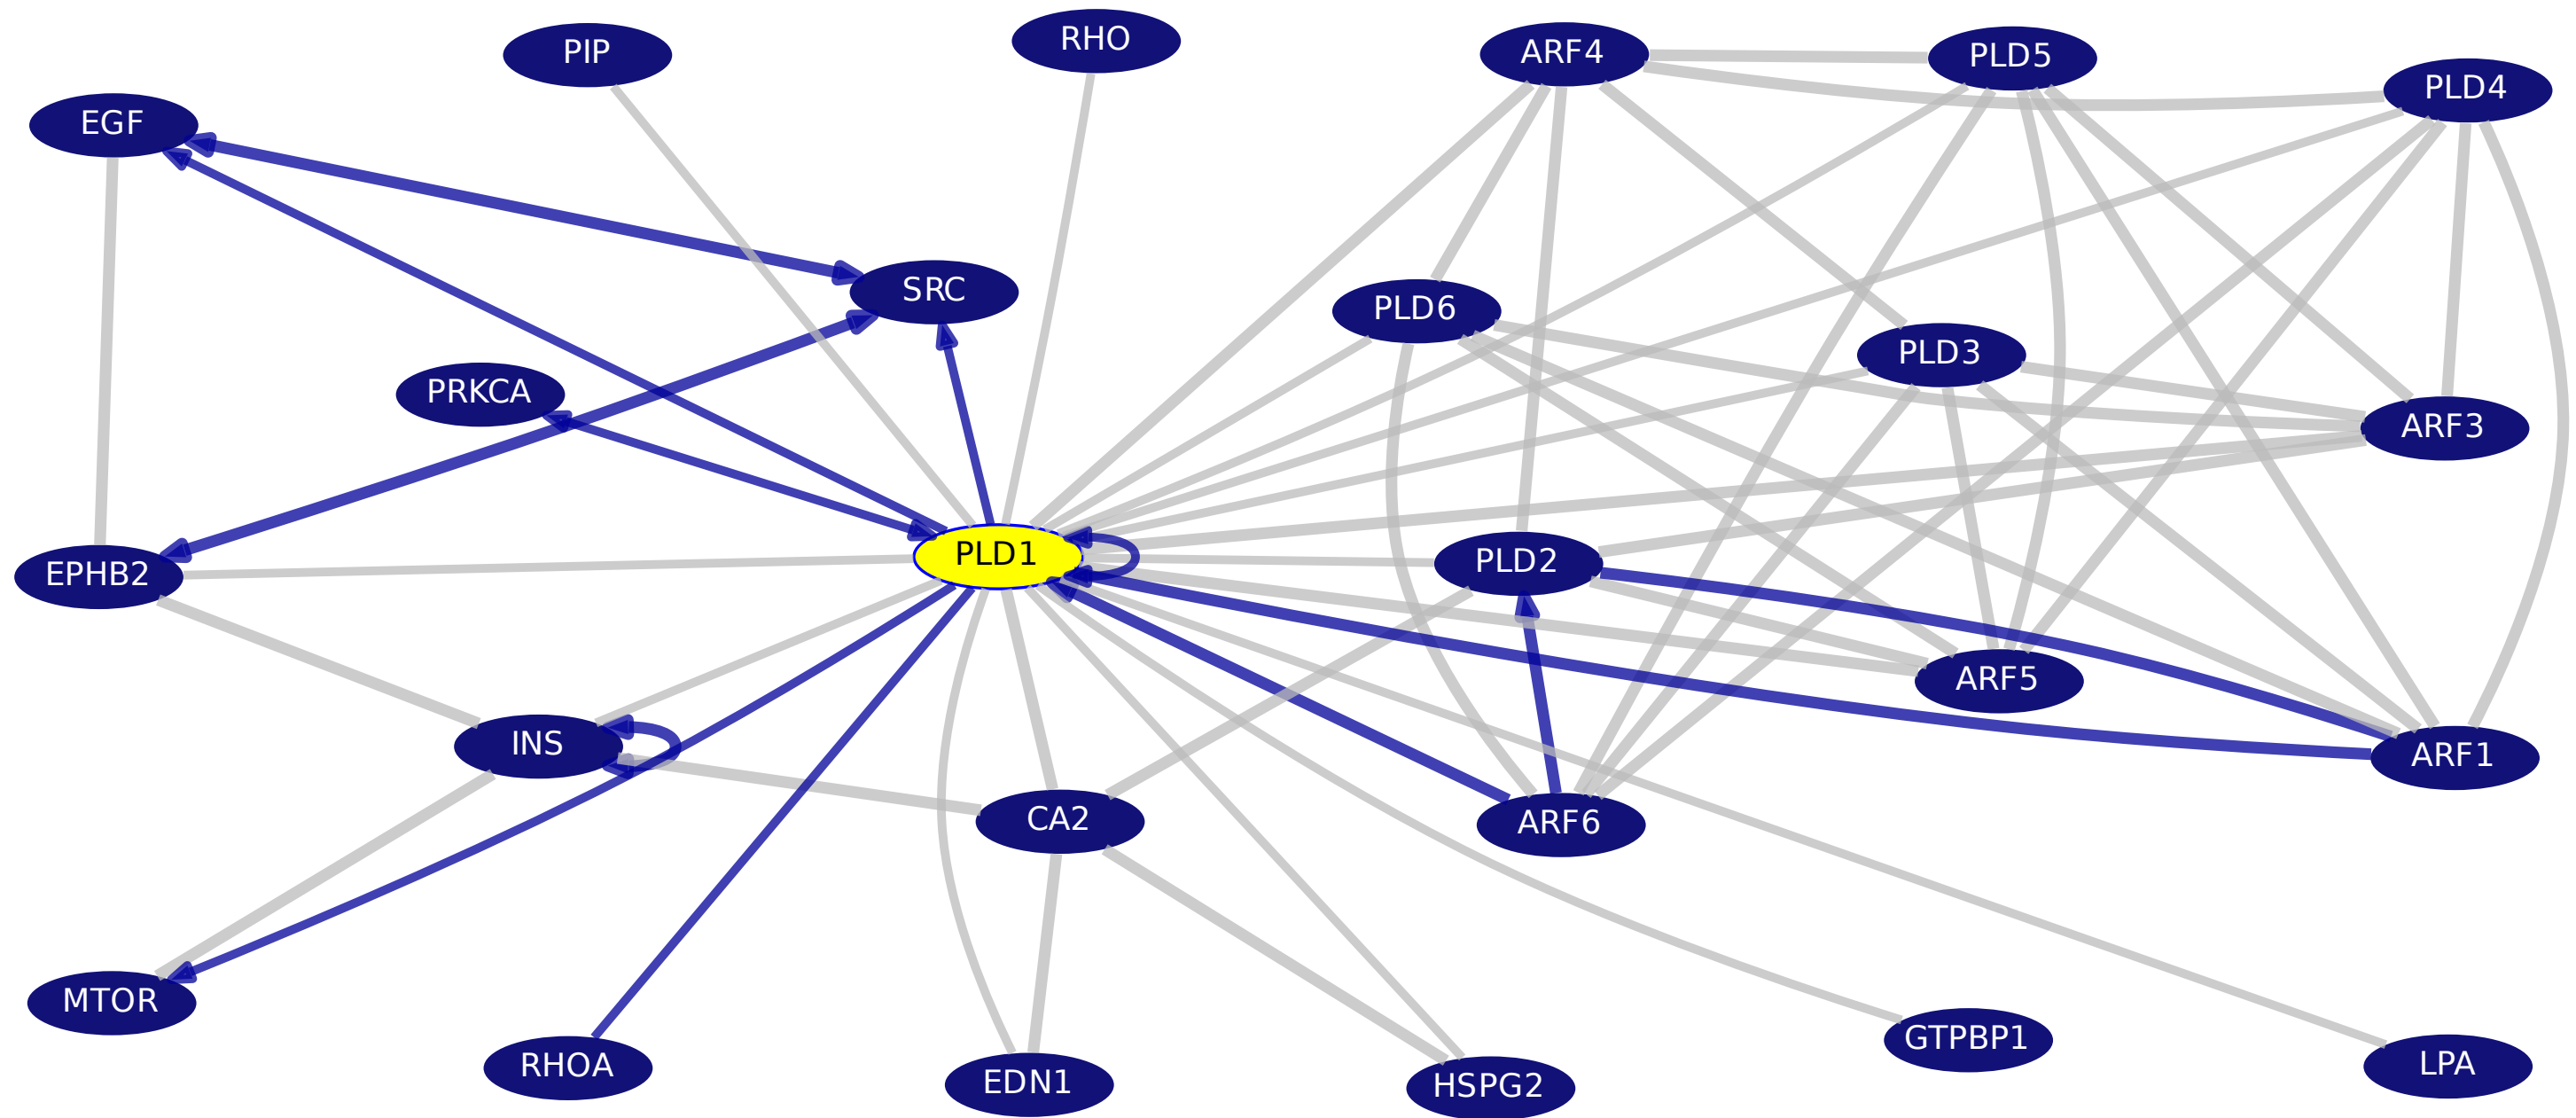 RHO
PIP
ARF4
PLD5
PLD4
EGF
SRC
PLD6
PLD3
PRKCA
ARF3
PLD1
PLD2
EPHB2
ARF5
INS
ARF1
CA2
ARF6
MTOR
GTPBP1
RHOA
LPA
EDN1
HSPG2